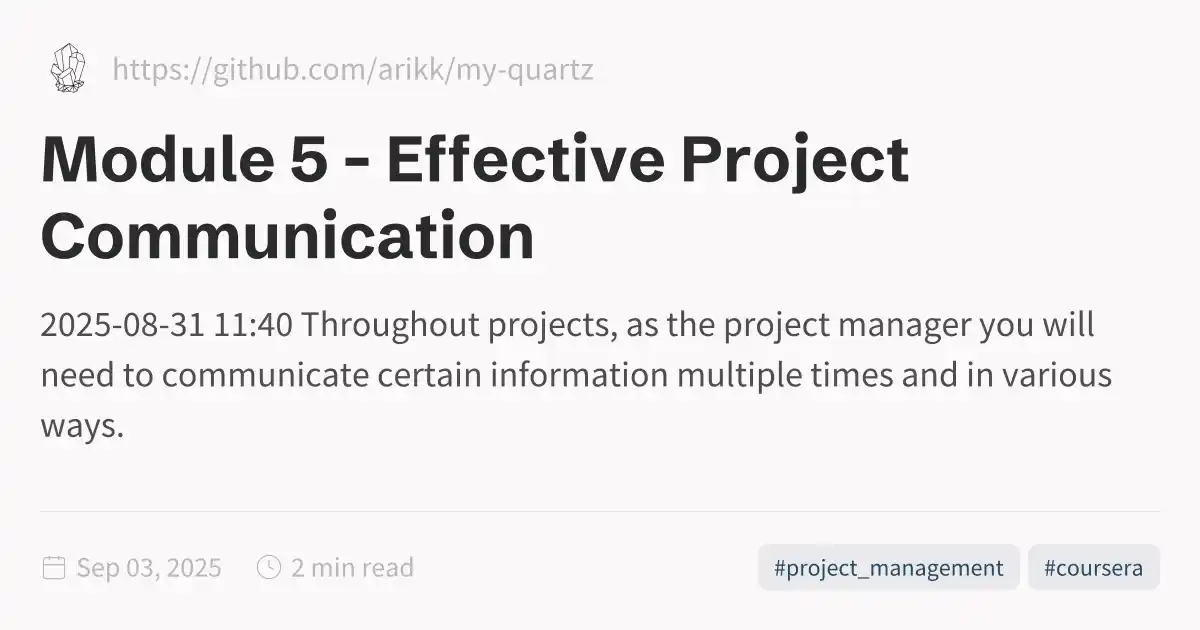 https://github.com/arikk/my-quartz
Module 5 - Effective Project
Communication
2025-08-31 11:40 Throughout projects, as the project manager you will
need to communicate certain information multiple times and in various
ways.
Sep 03, 2025 2 min read #project_management #coursera